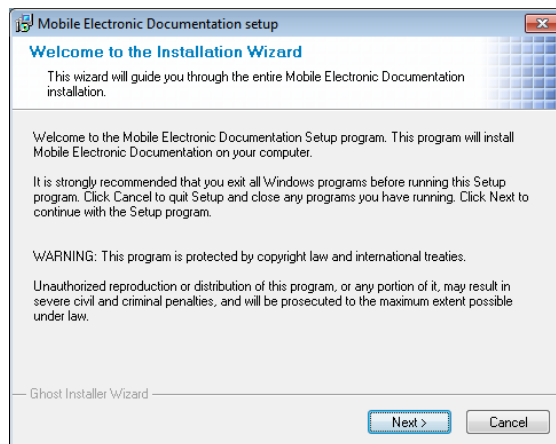 Mobile Electronic Documentation setup
Welcome to the Installation Wizard
This wizard will guide you through the entire Mobile Electronic Documentation
installation.
Welcome to the Mobile Electronic Documentation Setup program. This program will install
Mobile Electronic Documentation on your computer.
It is strongly recommended that you exit all Windows programs before running this Setup
program. Click Cancel to quit Setup and close any programs you have running. Click Next to
continue with the Setup program.
WARNING: This program is protected by copyright law and international treaties.
Unauthorized reproduction or distribution of this program, or any portion of it, may result in
severe civil and criminal penalties, and will be prosecuted to the maximum extent possible
under law.
Ghost Installer Wizard
Next >
Cancel